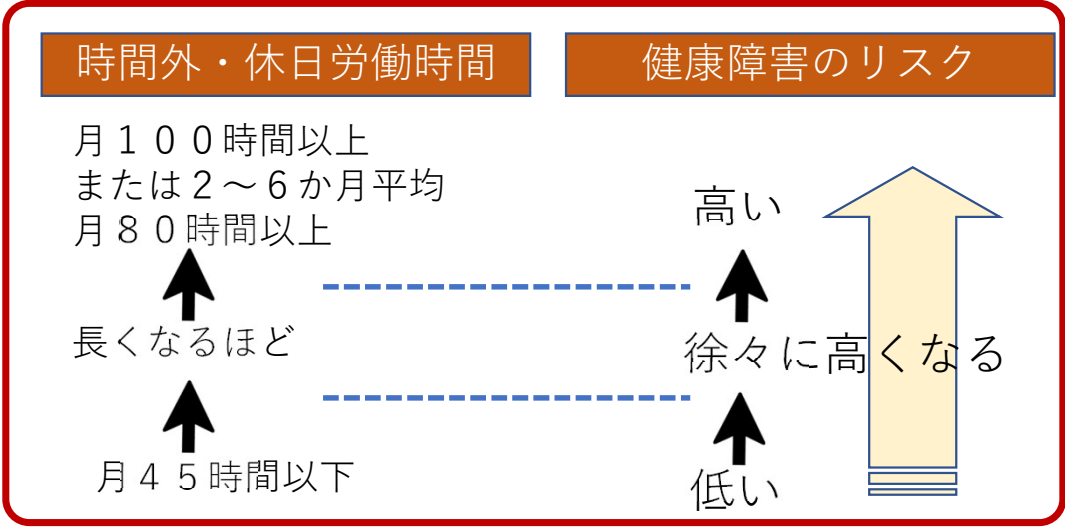 時間外・休日労働時間
健康障害のリスク
月１００時間以上
または２～６か月平均
月８０時間以上
高い
長くなるほど
徐々に高くなる
月４５時間以下
低い